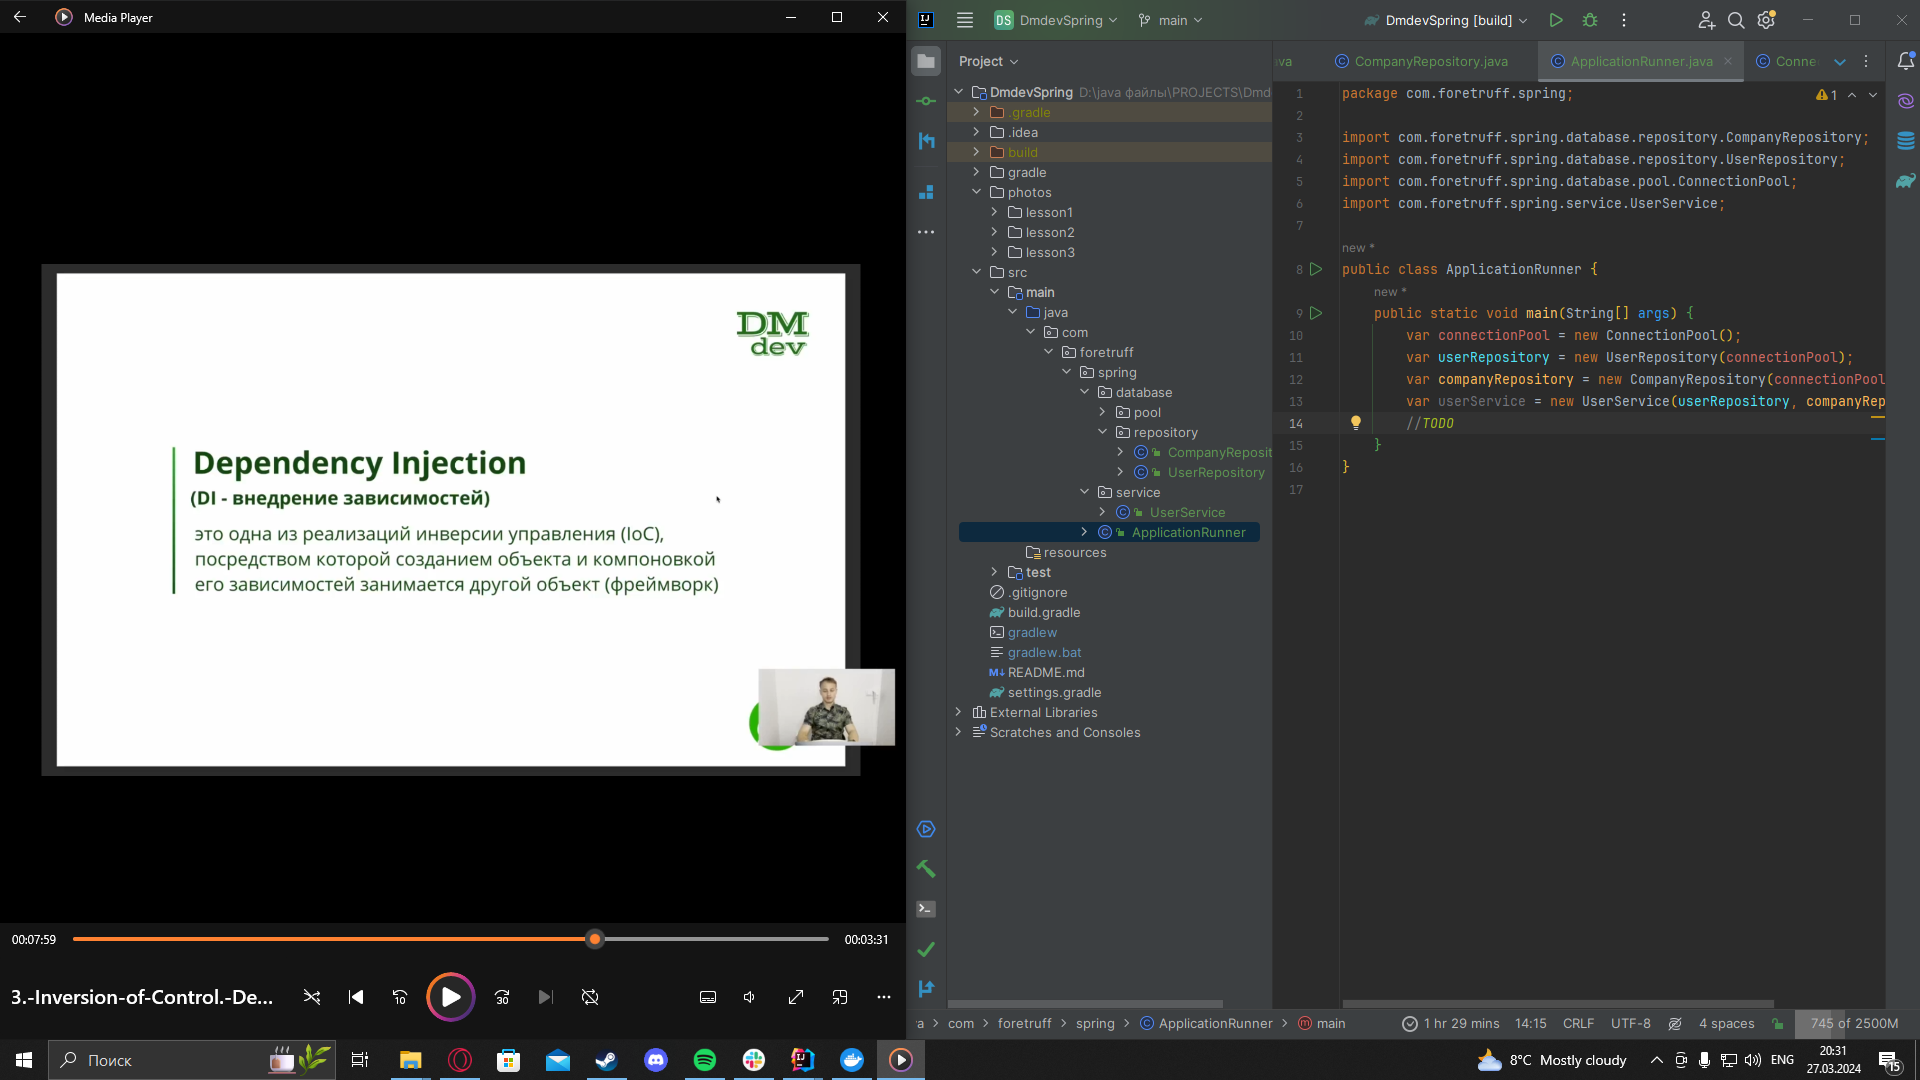 Media Player
DM
dev
Dependency Injection
(DI - внедрение зависимостей)
это одна из реализаций инверсии управления (IoC),
посредством которой созданием объекта и компоновкой
его зависимостей занимается другой объект (фреймворк)
00:07:59
00:03:31
3.-Inversion-of-Control.-De...
10
30
DS DmdevSpring
main
DmdevSpring [build]
Project
DmdevSpring D:\java файлы\PROJECTS\Dmd
.gradle
.idea
build
gradle
photos
lesson1
lesson2
lesson3
src
main
java
com
foretruff
spring
database
pool
repository
CompanyReposit
UserRepository
service
UserService
ApplicationRunner
resources
test
.gitignore
build.gradle
gradlew
gradlew.bat
README.md
settings.gradle
External Libraries
Scratches and Consoles
va
CompanyRepository.java
ApplicationRunner.java
Conne
1
1 package com.foretruff.spring;
2
3 import com.foretruff.spring.database.repository.CompanyRepository;
4 import com.foretruff.spring.database.repository.UserRepository;
5 import com.foretruff.spring.database.pool.ConnectionPool;
6 import com.foretruff.spring.service.UserService;
7
new *
8 public class ApplicationRunner {
new *
9 public static void main(String[] args) {
10 var connectionPool = new ConnectionPool();
11 var userRepository = new UserRepository(connectionPool);
12 var companyRepository = new CompanyRepository(connectionPool
13 var userService = new UserService(userRepository, companyRep
14 //TODO
15 }
16 }
17
a > com > foretruff > spring > ApplicationRunner > main
1 hr 29 mins
14:15
CRLF
UTF-8
4 spaces
745 of 2500M
Поиск
8°C Mostly cloudy
ENG
20:31
27.03.2024
15